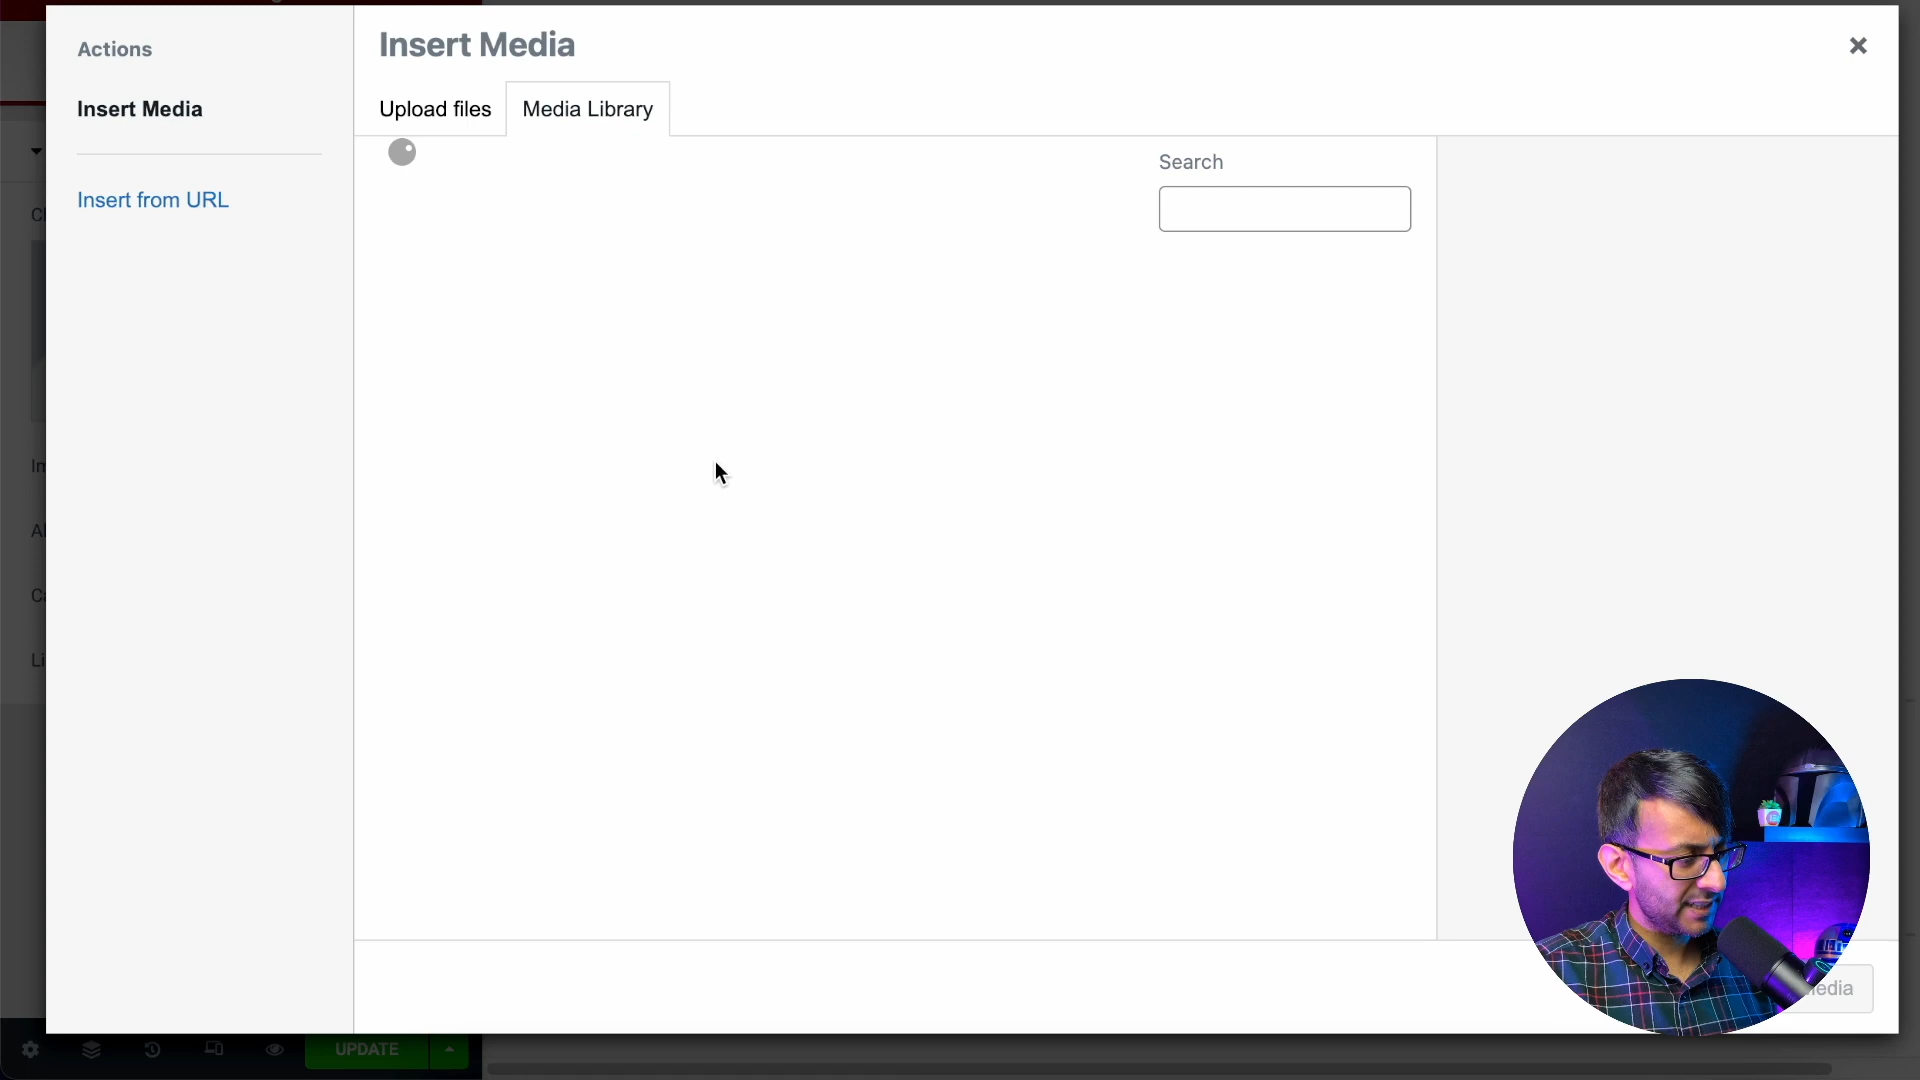 Actions
Insert Media
Insert from URL
Insert Media
Upload files
Media Library
Search
UPDATE